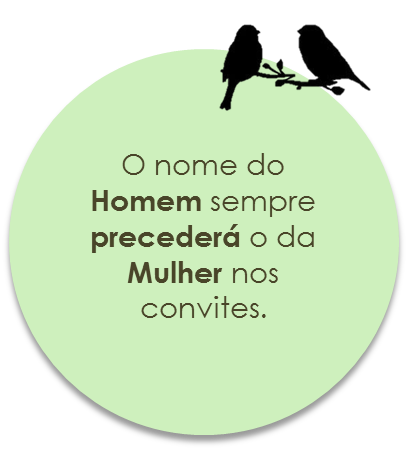 O nome do
Homem sempre
precederá o da
Mulher nos
convites.